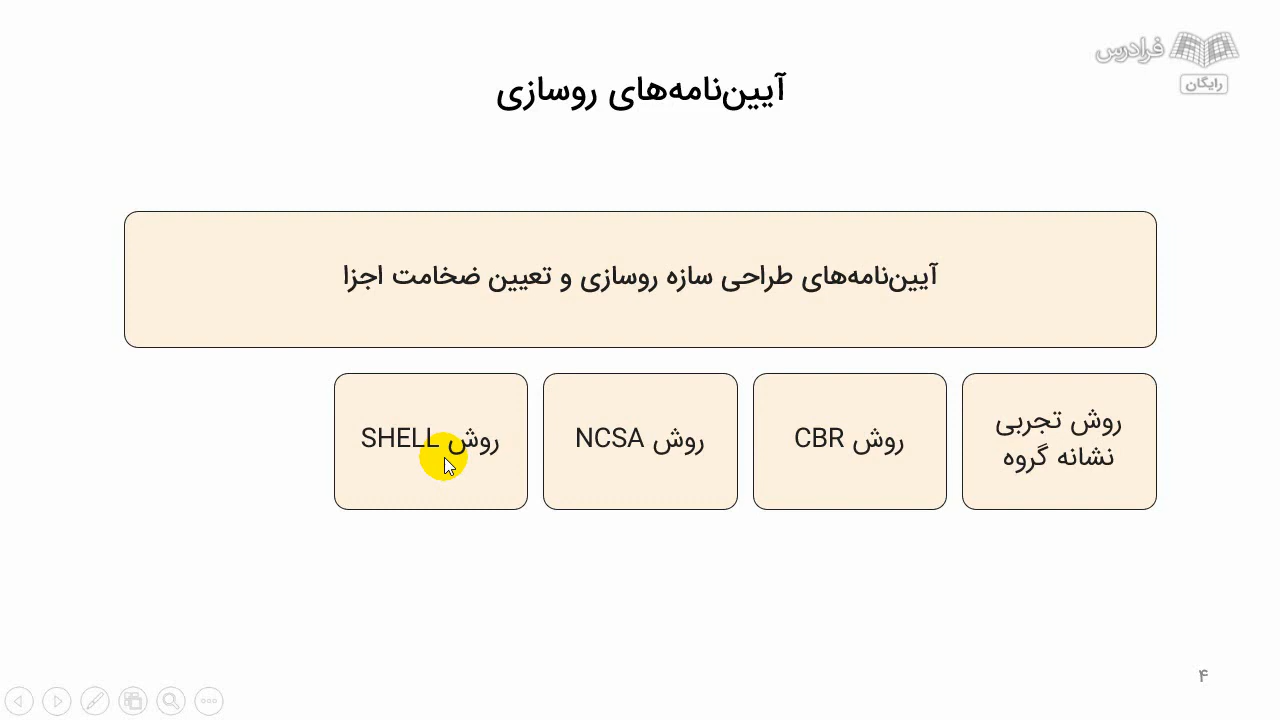 فرادرس
رایگان
آیین‌نامه‌های روسازی
آیین‌نامه‌های طراحی سازه روسازی و تعیین ضخامت اجزا
روش تجربی
نشانه گروه
روش CBR
روش NCSA
روش SHELL
۴